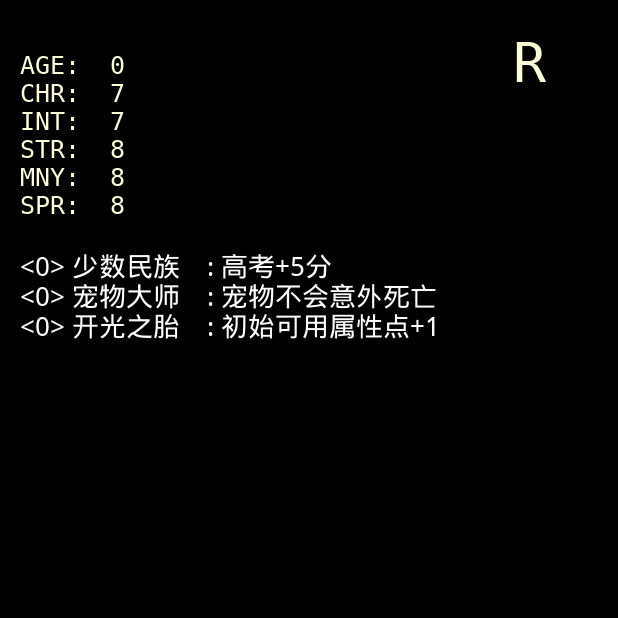 R
AGE: 0
CHR: 7
INT: 7
STR: 8
MNY: 8
SPR: 8
<0> 少数民族 : 高考+5分
<0> 宠物大师 : 宠物不会意外死亡
<0> 开光之胎 : 初始可用属性点+1